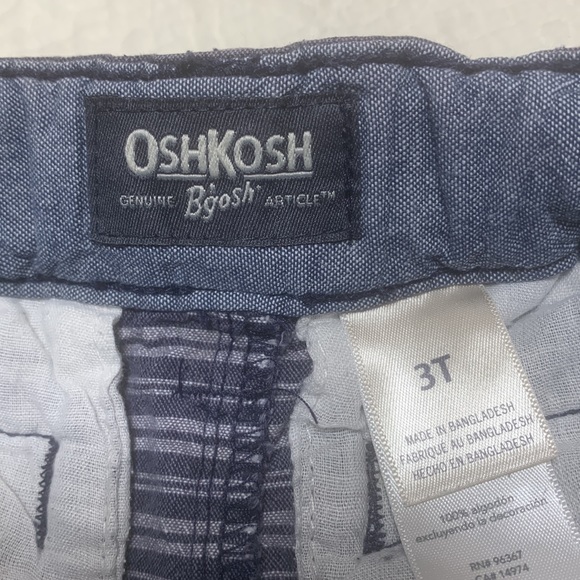 OSHKOSH
GENUINE B'gosh ARTICLE™
3T
MADE IN BANGLADESH
FABRIQUE AU BANGLADESH
HECHO EN BANGLADESH
100% algodón
excluyendo la decoración
RN# 96367
CA# 14974